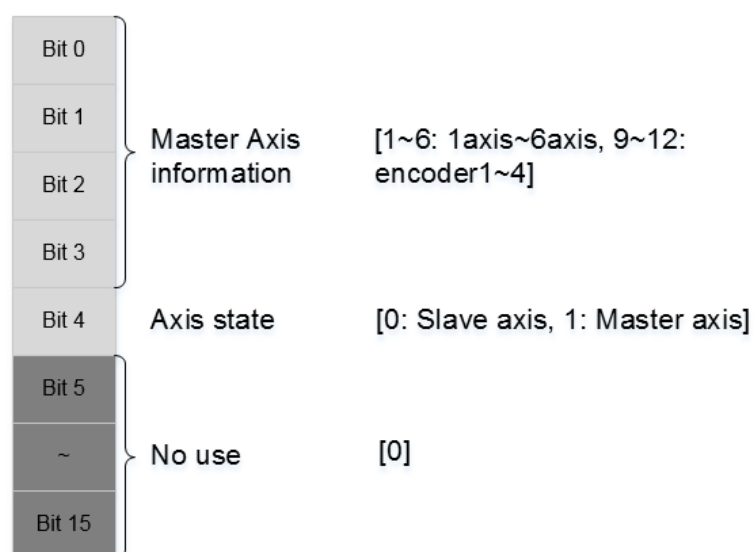 Bit 0
Bit 1
Bit 2
Bit 3
Master Axis
information
[1~6: 1axis~6axis, 9~12:
encoder1~4]
Bit 4
Axis state
[0: Slave axis, 1: Master axis]
Bit 5
~
Bit 15
No use
[0]